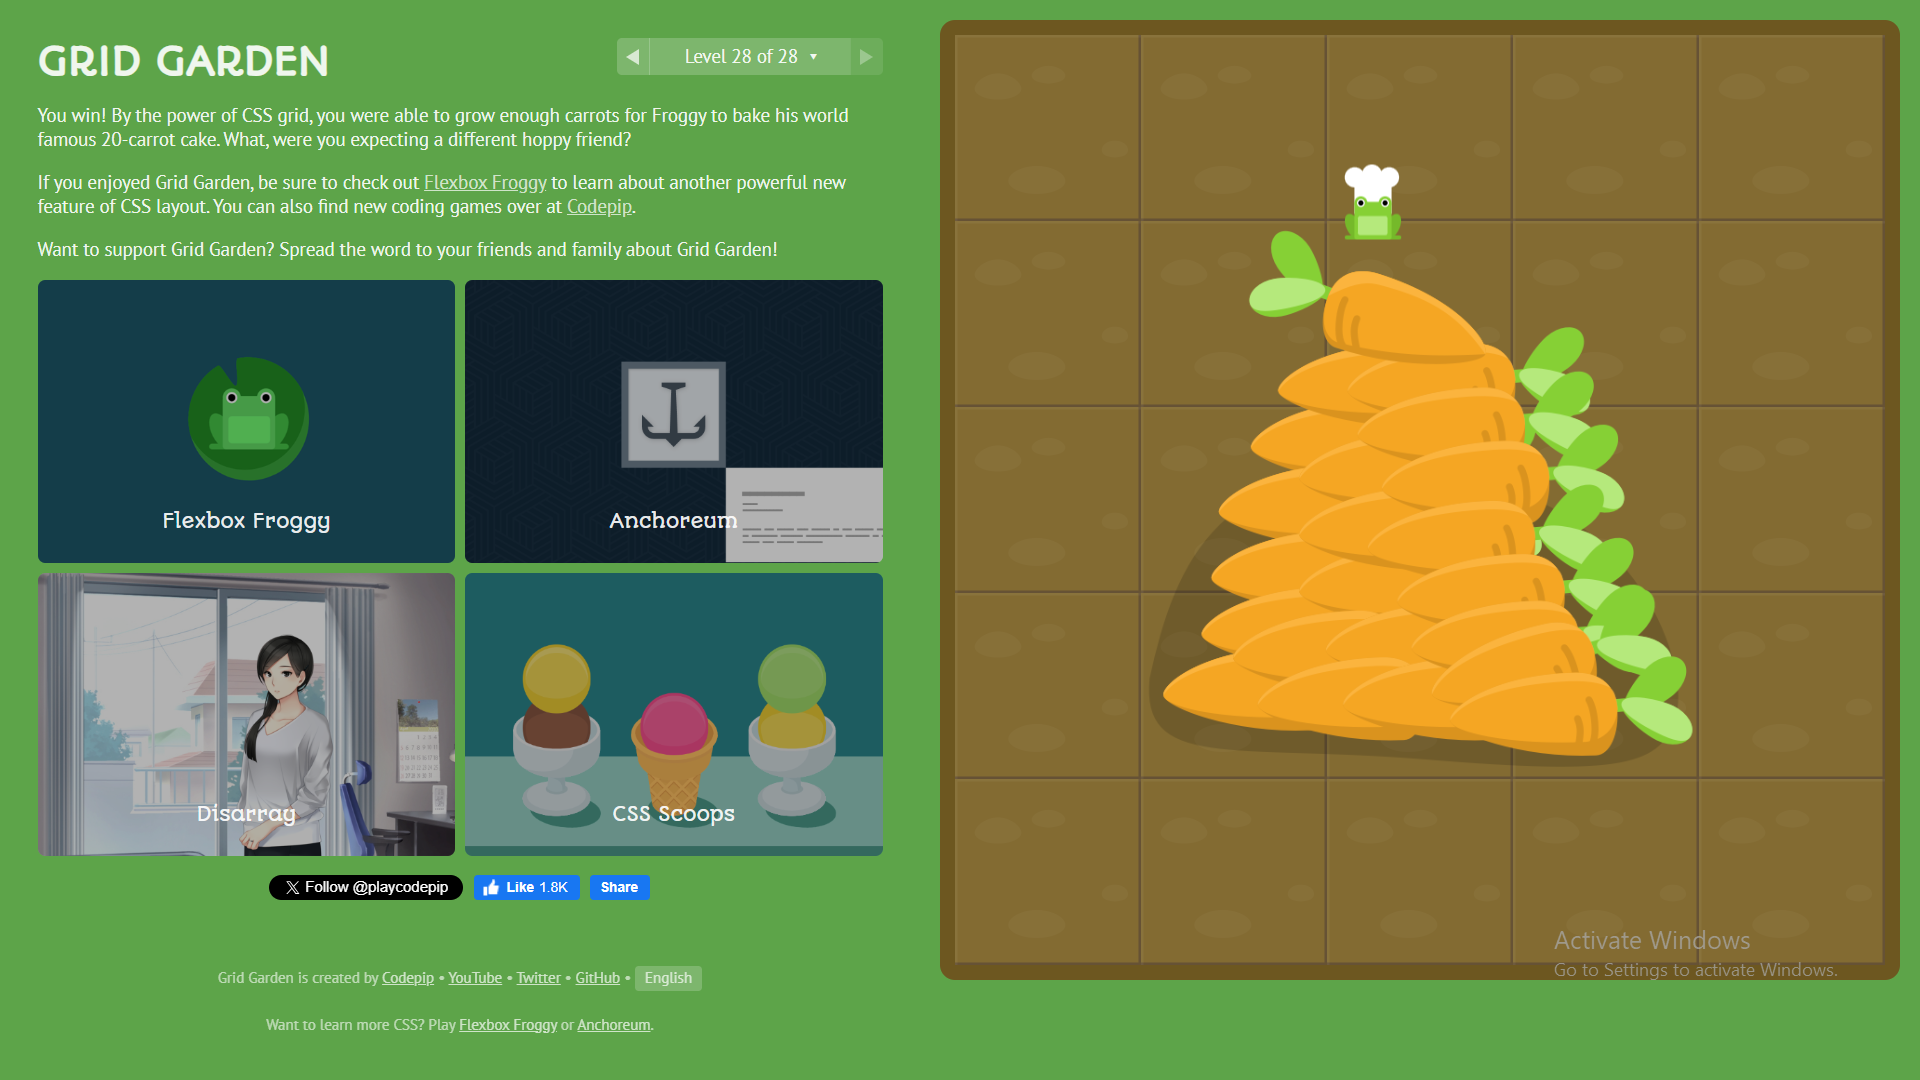 GRID GARDEN
Level 28 of 28
You win! By the power of CSS grid, you were able to grow enough carrots for Froggy to bake his world
famous 20-carrot cake. What, were you expecting a different hoppy friend?
If you enjoyed Grid Garden, be sure to check out Flexbox Froggy to learn about another powerful new
feature of CSS layout. You can also find new coding games over at Codepip.
Want to support Grid Garden? Spread the word to your friends and family about Grid Garden!
Flexbox Froggy
Anchoreum
Disarray
CSS Scoops
Follow @playcodepip
Like 1.8K
Share
Grid Garden is created by Codepip • YouTube • Twitter • GitHub • English
Want to learn more CSS? Play Flexbox Froggy or Anchoreum.
Activate Windows
Go to Settings to activate Windows.